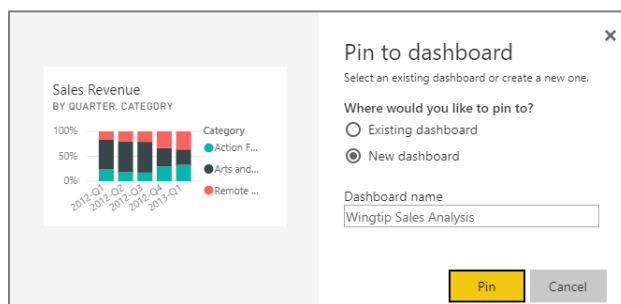 Sales Revenue
BY QUARTER, CATEGORY
100%
50%
0%
2012-Q1
2012-Q2
2012-Q3
2012-Q4
2013-Q1
Category
Action F...
Arts and...
Remote ...
×
Pin to dashboard
Select an existing dashboard or create a new one.
Where would you like to pin to?
Existing dashboard
New dashboard
Dashboard name
Wingtip Sales Analysis
Pin
Cancel